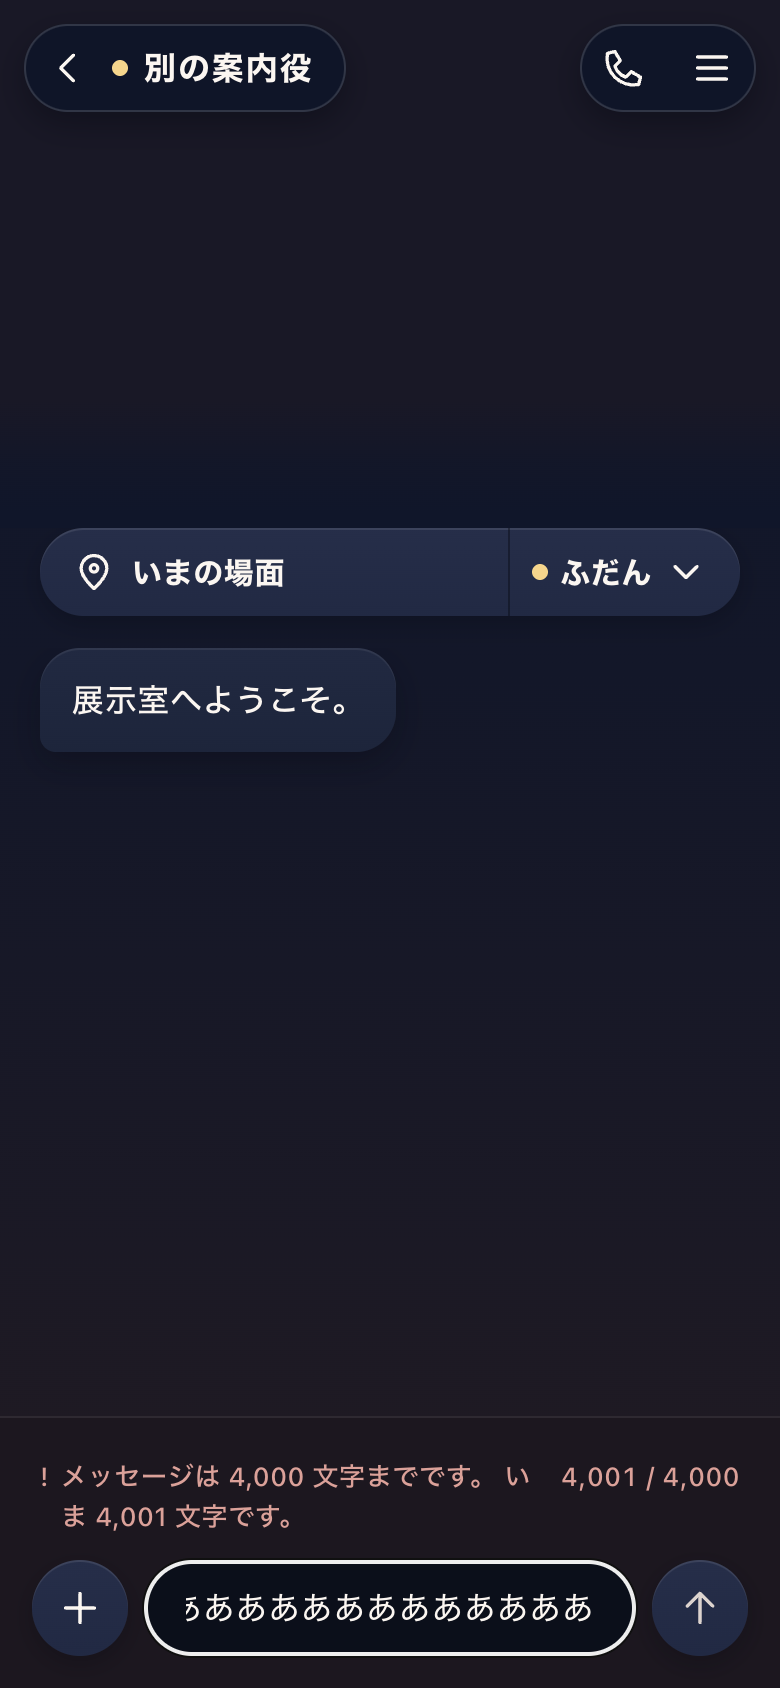 別の案内役
いまの場面
ふだん
展示室へようこそ。
! メッセージは 4,000 文字までです。 い 4,001 / 4,000
ま 4,001 文字です。
あああああああああああああ